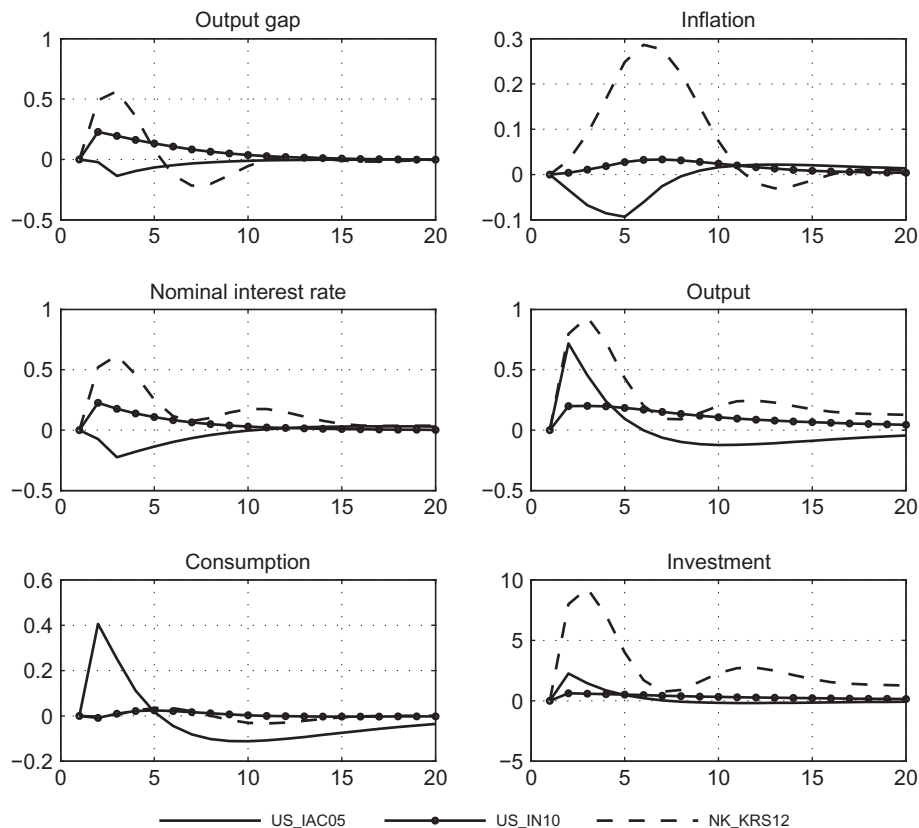 Output gap
1
0.5
0
−0.5
0 5 10 15 20
Inflation
0.3
0.2
0.1
0
−0.1
0 5 10 15 20
Nominal interest rate
1
0.5
0
−0.5
0 5 10 15 20
Output
1
0.5
0
−0.5
0 5 10 15 20
Consumption
0.6
0.4
0.2
0
−0.2
0 5 10 15 20
Investment
10
5
0
−5
0 5 10 15 20
US_IAC05 US_IN10 NK_KRS12